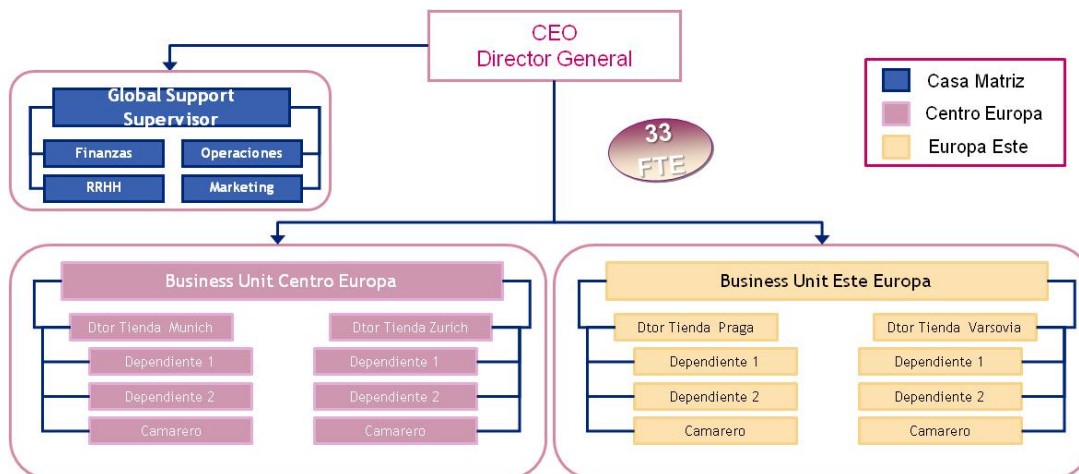 CEO
Director General
Global Support
Supervisor
Finanzas
Operaciones
RRHH
Marketing
33
FTE
Casa Matriz
Centro Europa
Europa Este
Business Unit Centro Europa
Dtor Tienda Munich
Dtor Tienda Zurich
Dependiente 1
Dependiente 1
Dependiente 2
Dependiente 2
Camarero
Camarero
Business Unit Este Europa
Dtor Tienda Praga
Dtor Tienda Varsovia
Dependiente 1
Dependiente 1
Dependiente 2
Dependiente 2
Camarero
Camarero